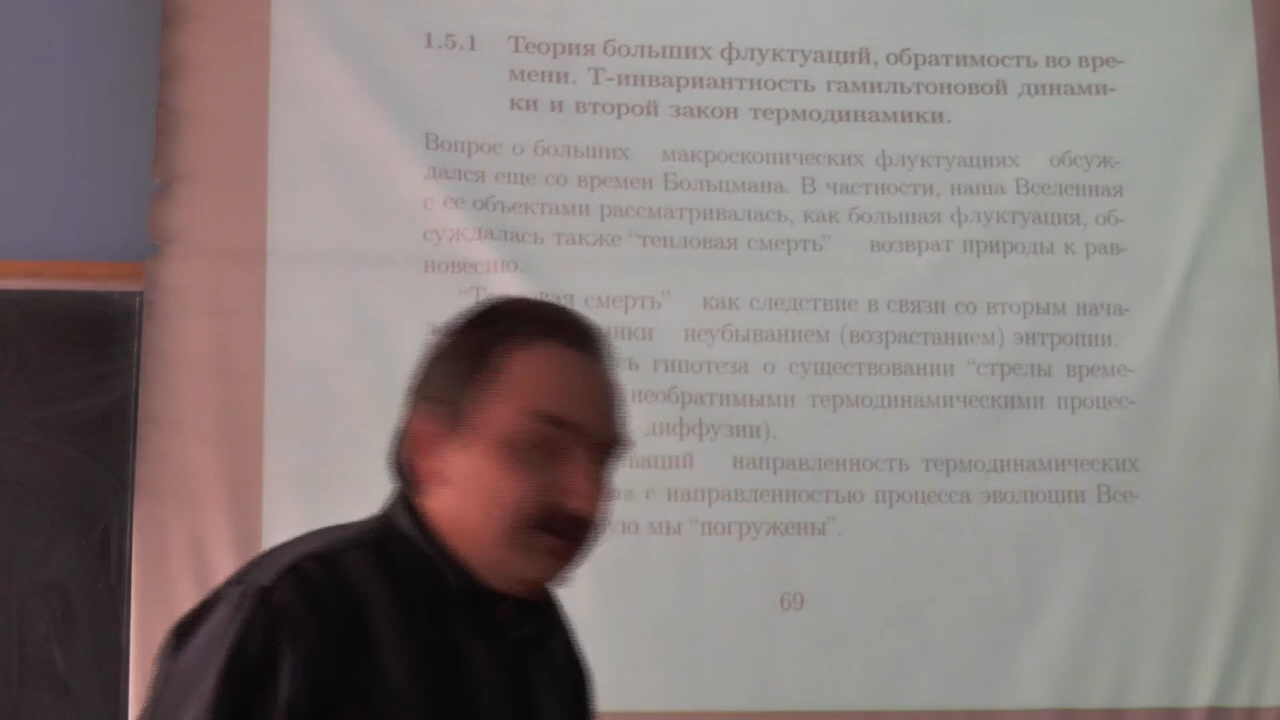 1.5.1 Теория больших флуктуаций, обратимость во вре-
мени. Т-инвариантность гамильтоновой динами-
ки и второй закон термодинамики.
Вопрос о больших макроскопических флуктуациях обсуж-
дался еще со времен Больцмана. В частности, наша Вселенная
с ее объектами рассматривалась, как большая флуктуация, об-
суждалась также “тепловая смерть” возврат природы к рав-
новесию.
смерть” как следствие в связи со вторым нача-
неубыванием (возрастанием) энтропии.
гипотеза о существовании “стрелы време-
необратимыми термодинамическими процес-
диффузии).
направленность термодинамических
с направленностью процесса эволюции Все-
мы “погружены”.
69